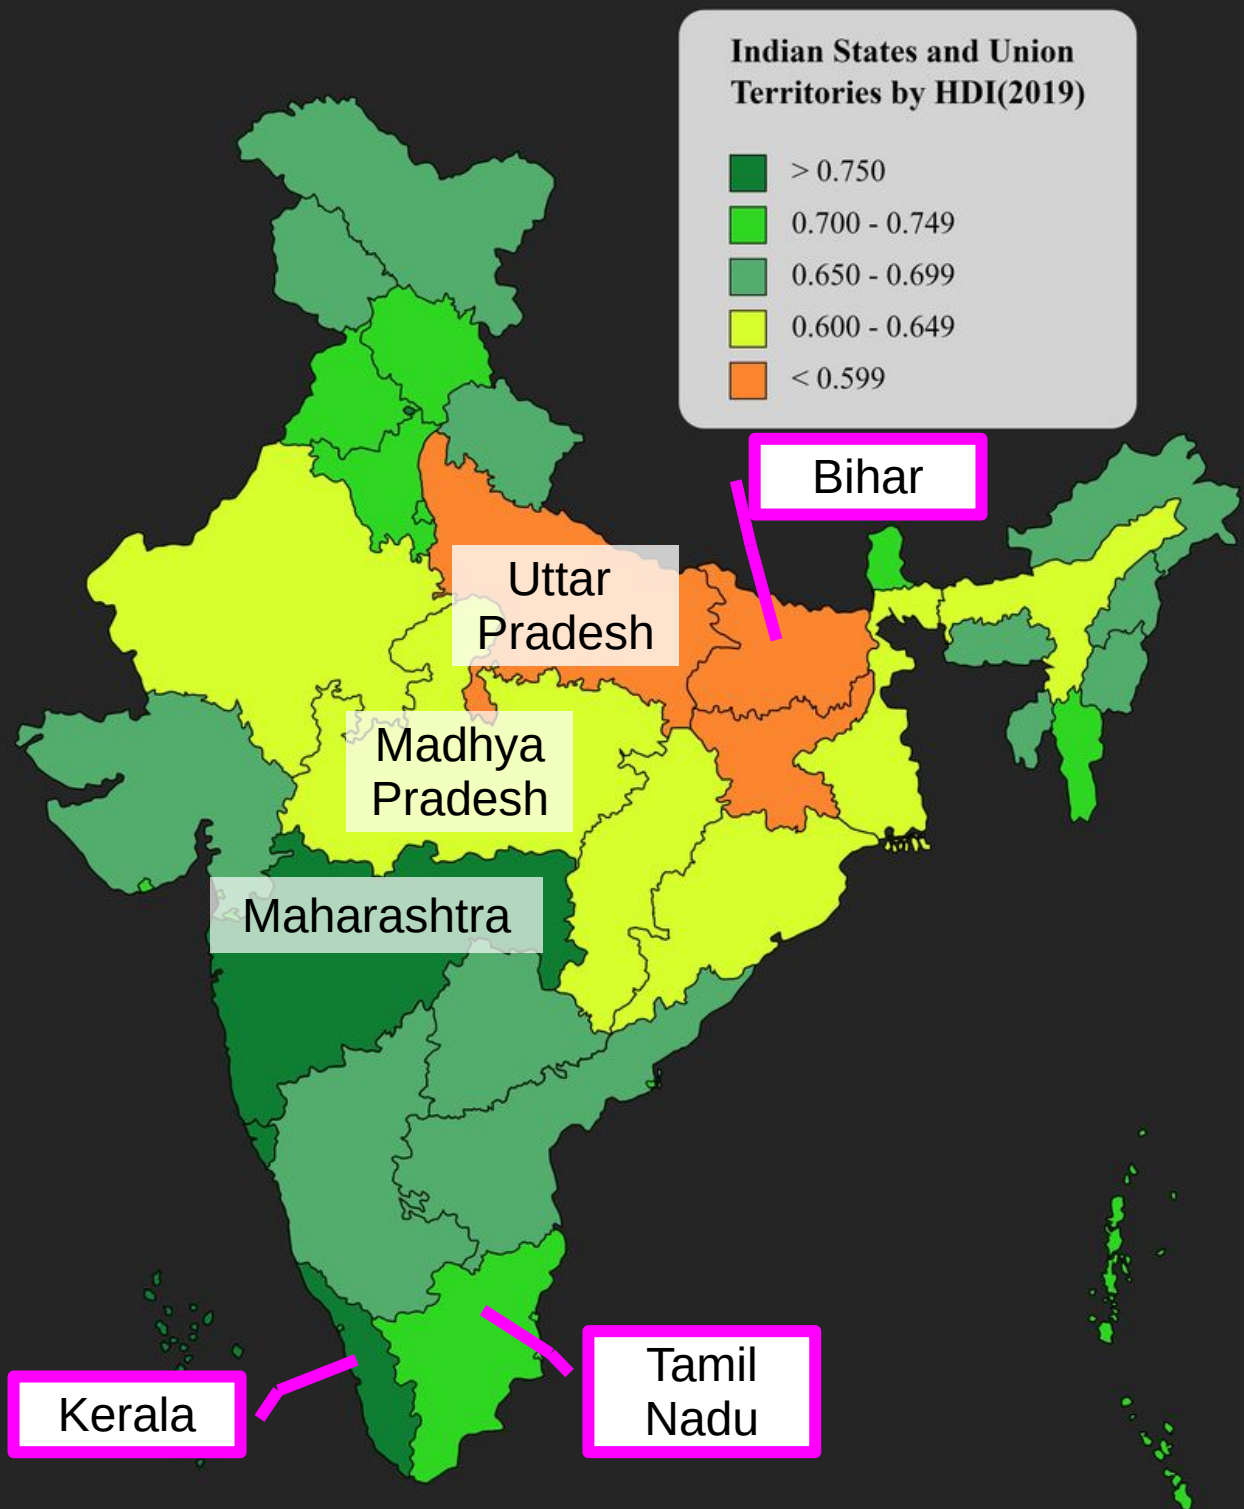 Indian States and Union
Territories by HDI(2019)
> 0.750
0.700 - 0.749
0.650 - 0.699
0.600 - 0.649
< 0.599
Bihar
Uttar
Pradesh
Madhya
Pradesh
Maharashtra
Tamil
Nadu
Kerala